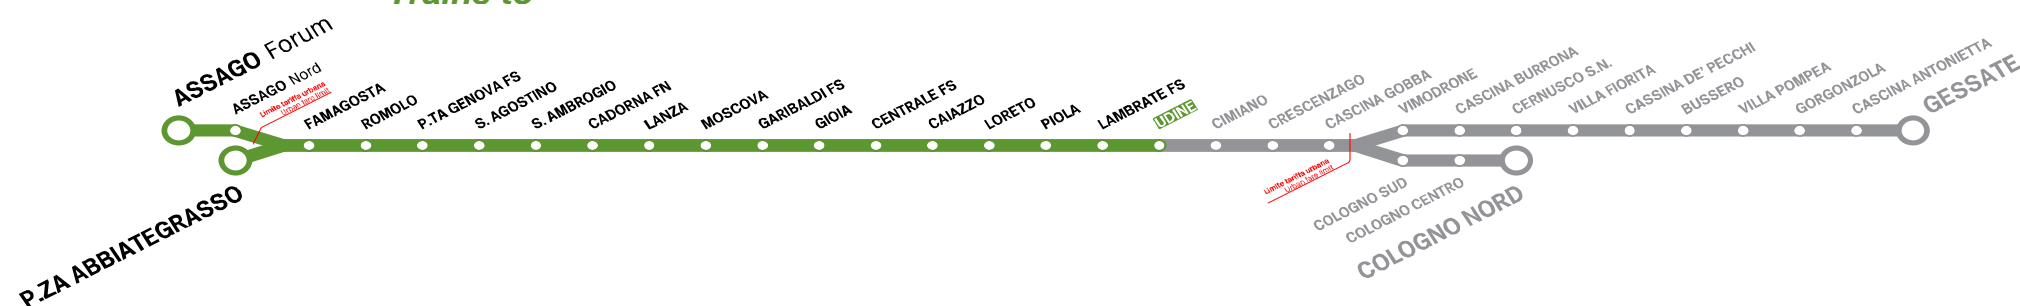 Trains to
ASSAGO Forum
ASSAGO Nord
Limite tariffa urbana
Urban fare limit
P.ZA ABBIATEGRASSO
FAMAGOSTA
ROMOLO
P.TA GENOVA FS
S. AGOSTINO
S. AMBROGIO
CADORNA FN
LANZA
MOSCOVA
GARIBALDI FS
GIOIA
CENTRALE FS
CAIAZZO
LORETO
PIOLA
LAMBRATE FS
UDINE
CIMIANO
CRESCENZAGO
CASCINA GOBBA
Limite tariffa urbana
Urban fare limit
VIMODRONE
CASCINA BURRONA
CERNUSCO S.N.
VILLA FIORITA
CASSINA DE' PECCHI
BUSSERO
VILLA POMPEA
GORGONZOLA
CASCINA ANTONIETTA
GESSATE
COLOGNO SUD
COLOGNO CENTRO
COLOGNO NORD